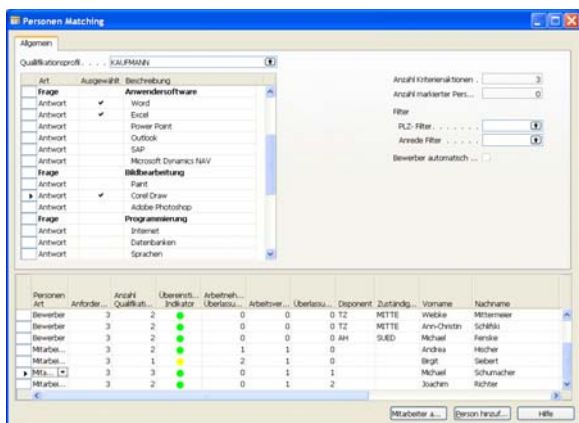 Personen Matching
Allgemein
Qualifikationsprofil . . . . KAUFMANN
Art Ausgewählt Beschreibung
Frage Anwendersoftware
Antwort Word
Antwort Excel
Antwort Power Point
Antwort Outlook
Antwort SAP
Antwort Microsoft Dynamics NAV
Frage Bildbearbeitung
Antwort Paint
Antwort Corel Draw
Antwort Adobe Photoshop
Frage Programmierung
Antwort Internet
Antwort Datenbanken
Antwort Sprachen
Anzahl Kriterienaktionen . 3
Anzahl markierter Pers... 0
Filter
PLZ- Filter . . . . . . .
Anrede Filter . . . . .
Bewerber automatisch ...
Personen Art Anforder... Anzahl Qualifikati... Übereinsti... Indikator Arbeitneh... Überlassu... Arbeitsver... Überlassu... Disponent Zuständig... Vorname Nachname
Bewerber 3 2 0 0 0 TZ MITTE Wiebke Mittermeier
Bewerber 3 2 0 0 0 TZ MITTE Ann-Christin Schlifski
Bewerber 3 2 0 0 0 AH SUED Michael Fenske
Mitarbei... 3 2 1 1 0 Andrea Hocher
Mitarbei... 3 1 2 1 0 Birgit Siebert
Mita... 3 3 0 1 1 Michael Schumacher
Mitarbei... 3 2 0 1 2 Joachim Richter
Mitarbeiter a... Person hinzuf... Hilfe